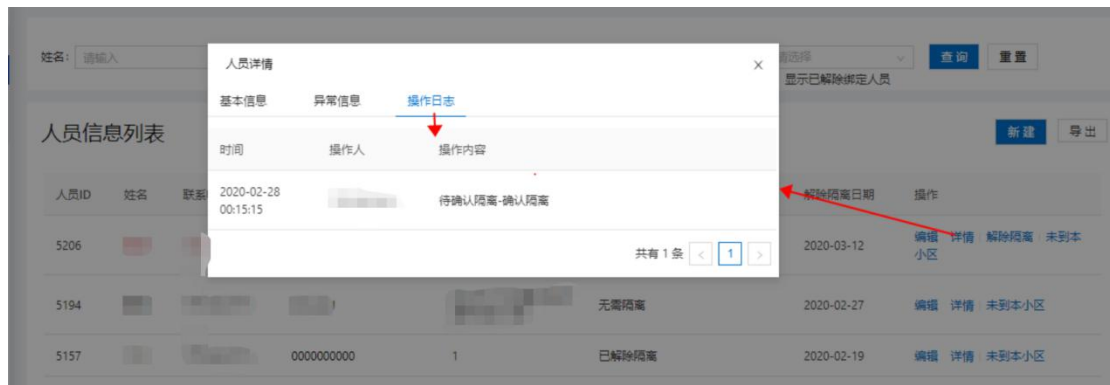 姓名: 请输入
请选择
查询
重置
显示已解除绑定人员
人员详情
基本信息
异常信息
操作日志
时间
操作人
操作内容
2020-02-28
00:15:15
待确认隔离-确认隔离
共有 1 条 < 1 >
人员信息列表
新建
导出
人员ID
姓名
联系
解除隔离日期
操作
5206
2020-03-12
编辑 详情 解除隔离 未到本
小区
5194
无需隔离
2020-02-27
编辑 详情 未到本小区
5157
0000000000
1
已解除隔离
2020-02-19
编辑 详情 未到本小区